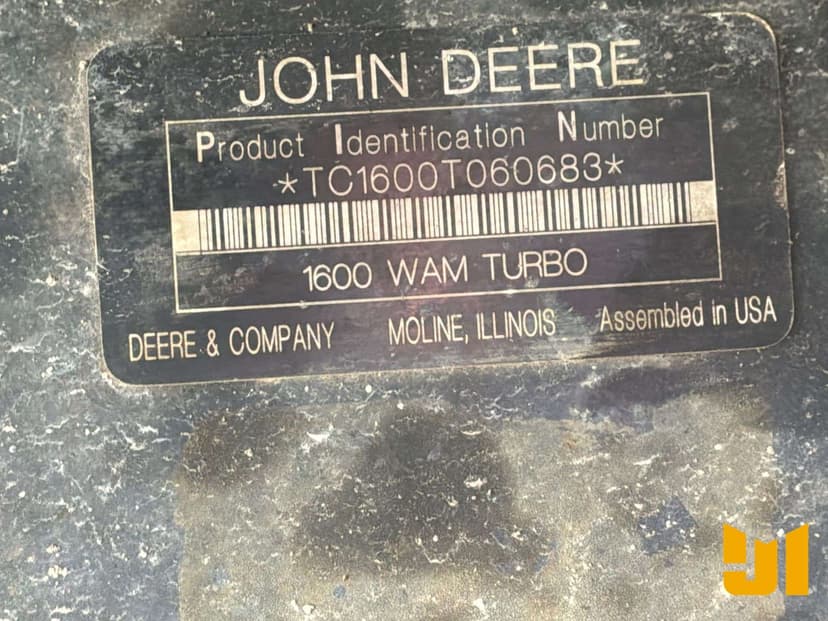 JOHN DEERE
Product Identification Number
*TC1600T060683*
1600 WAM TURBO
DEERE & COMPANY MOLINE, ILLINOIS Assembled in USA